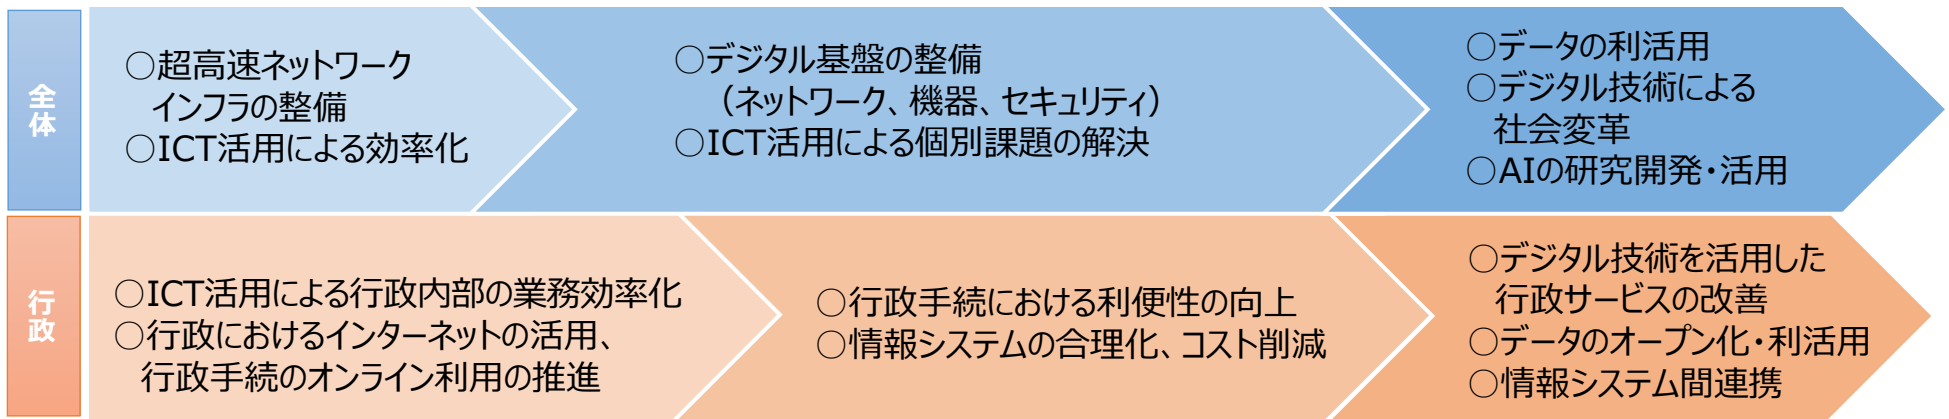 全体
○超高速ネットワーク
インフラの整備
○ICT活用による効率化
○デジタル基盤の整備
（ネットワーク、機器、セキュリティ）
○ICT活用による個別課題の解決
○データの利活用
○デジタル技術による
社会変革
○AIの研究開発・活用
行政
○ICT活用による行政内部の業務効率化
○行政におけるインターネットの活用、
行政手続のオンライン利用の推進
○行政手続における利便性の向上
○情報システムの合理化、コスト削減
○デジタル技術を活用した
行政サービスの改善
○データのオープン化・利活用
○情報システム間連携